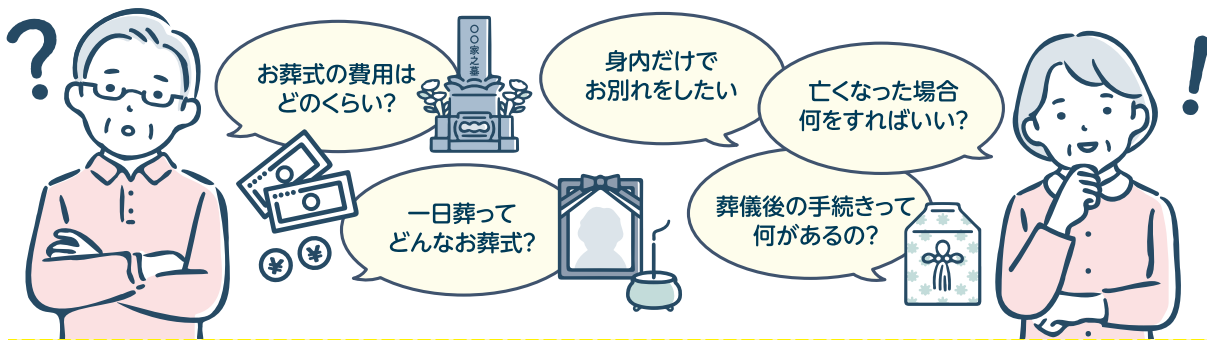 お葬式の費用は
どのくらい?
〇〇家之墓
身内だけで
お別れをしたい
亡くなった場合
何をすればいい?
一日葬って
どんなお葬式?
葬儀後の手続きって
何があるの?
?
!
¥
¥